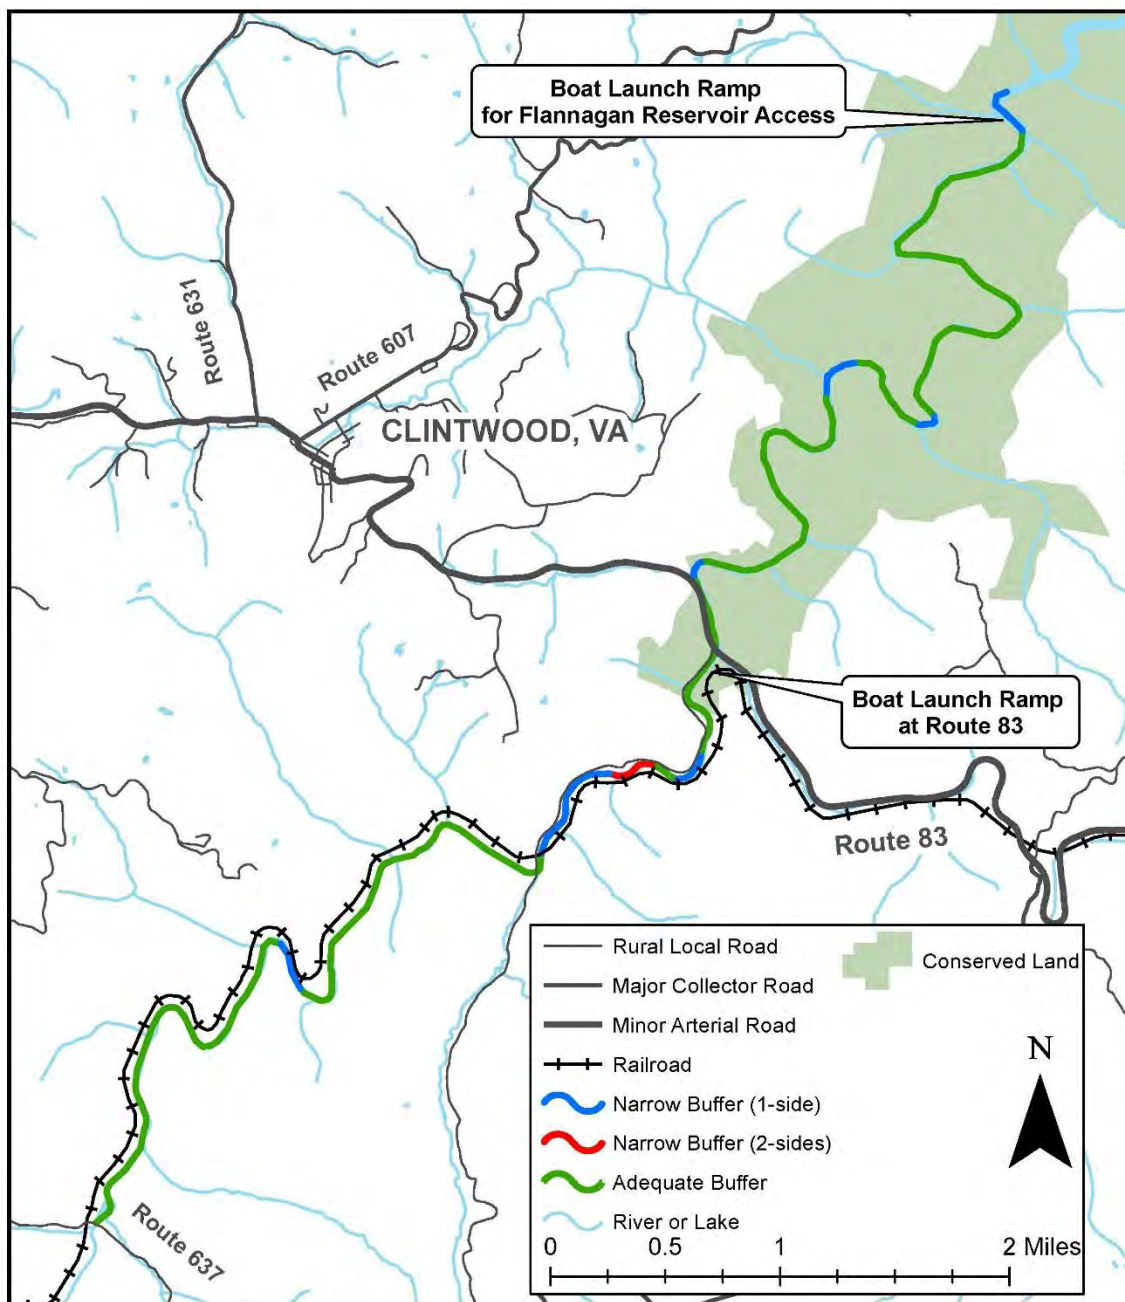 Boat Launch Ramp
for Flannagan Reservoir Access
Route 631
Route 607
CLINTWOOD, VA
Boat Launch Ramp
at Route 83
Route 83
Rural Local Road
Conserved Land
Major Collector Road
Minor Arterial Road
Railroad
N
Narrow Buffer (1-side)
Narrow Buffer (2-sides)
Adequate Buffer
River or Lake
Route 637
0 0.5 1 2 Miles